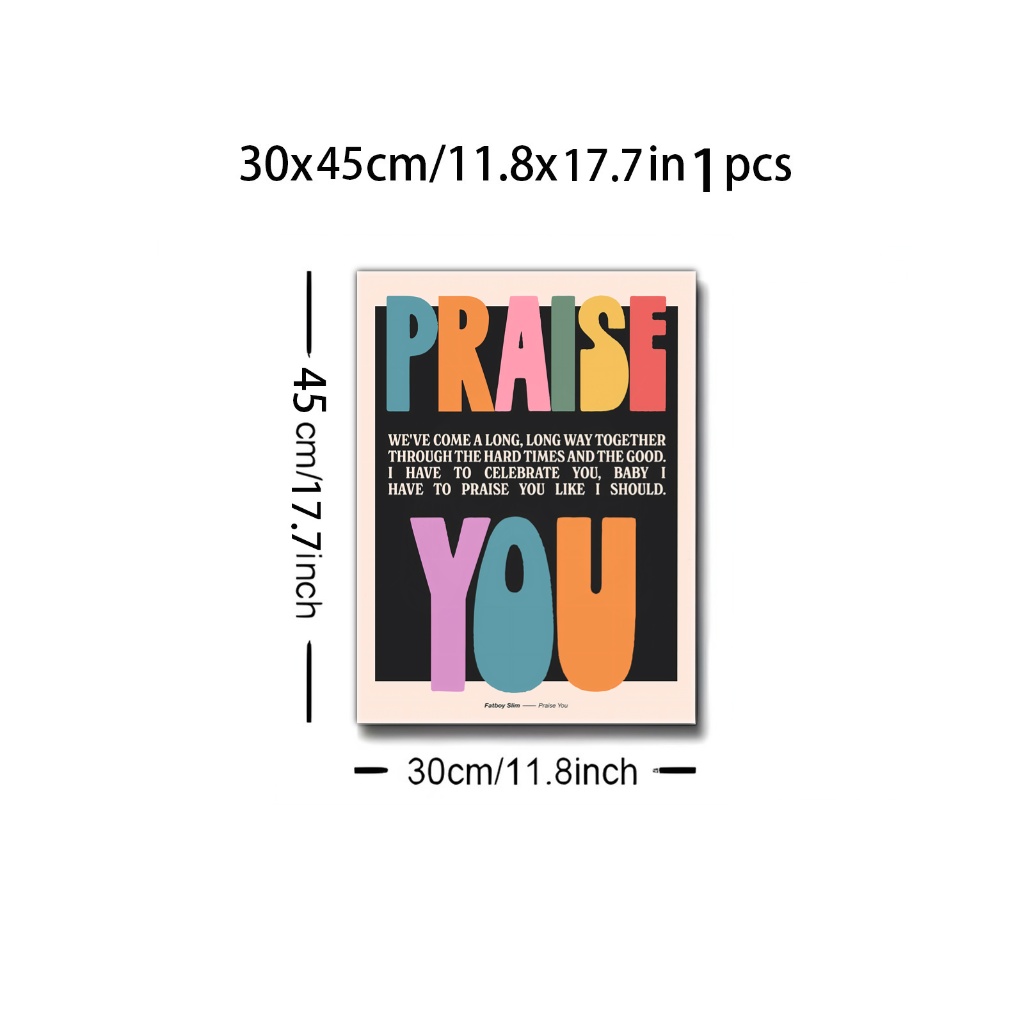 30x45cm/11.8x17.7in 1 pcs
PRAISE
WE'VE COME A LONG, LONG WAY TOGETHER
THROUGH THE HARD TIMES AND THE GOOD.
I HAVE TO CELEBRATE YOU, BABY I
HAVE TO PRAISE YOU LIKE I SHOULD.
YOU
Fatboy Slim — Praise You
45 cm/17.7inch
30cm/11.8inch